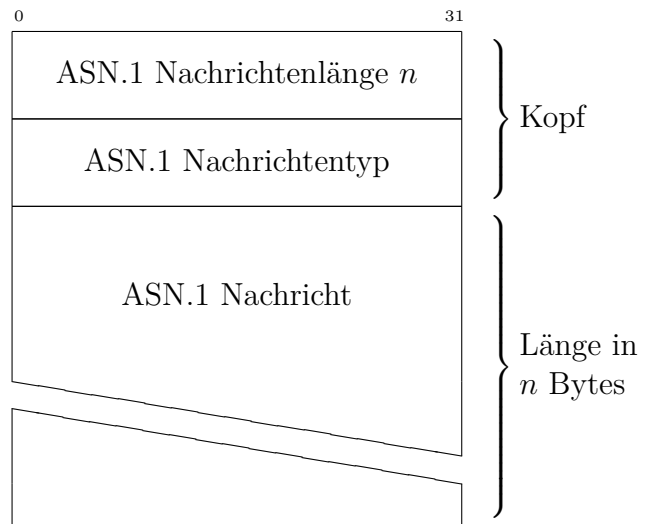 0 31
ASN.1 Nachrichtenlänge n
Kopf
ASN.1 Nachrichtentyp
ASN.1 Nachricht
Länge in
n Bytes